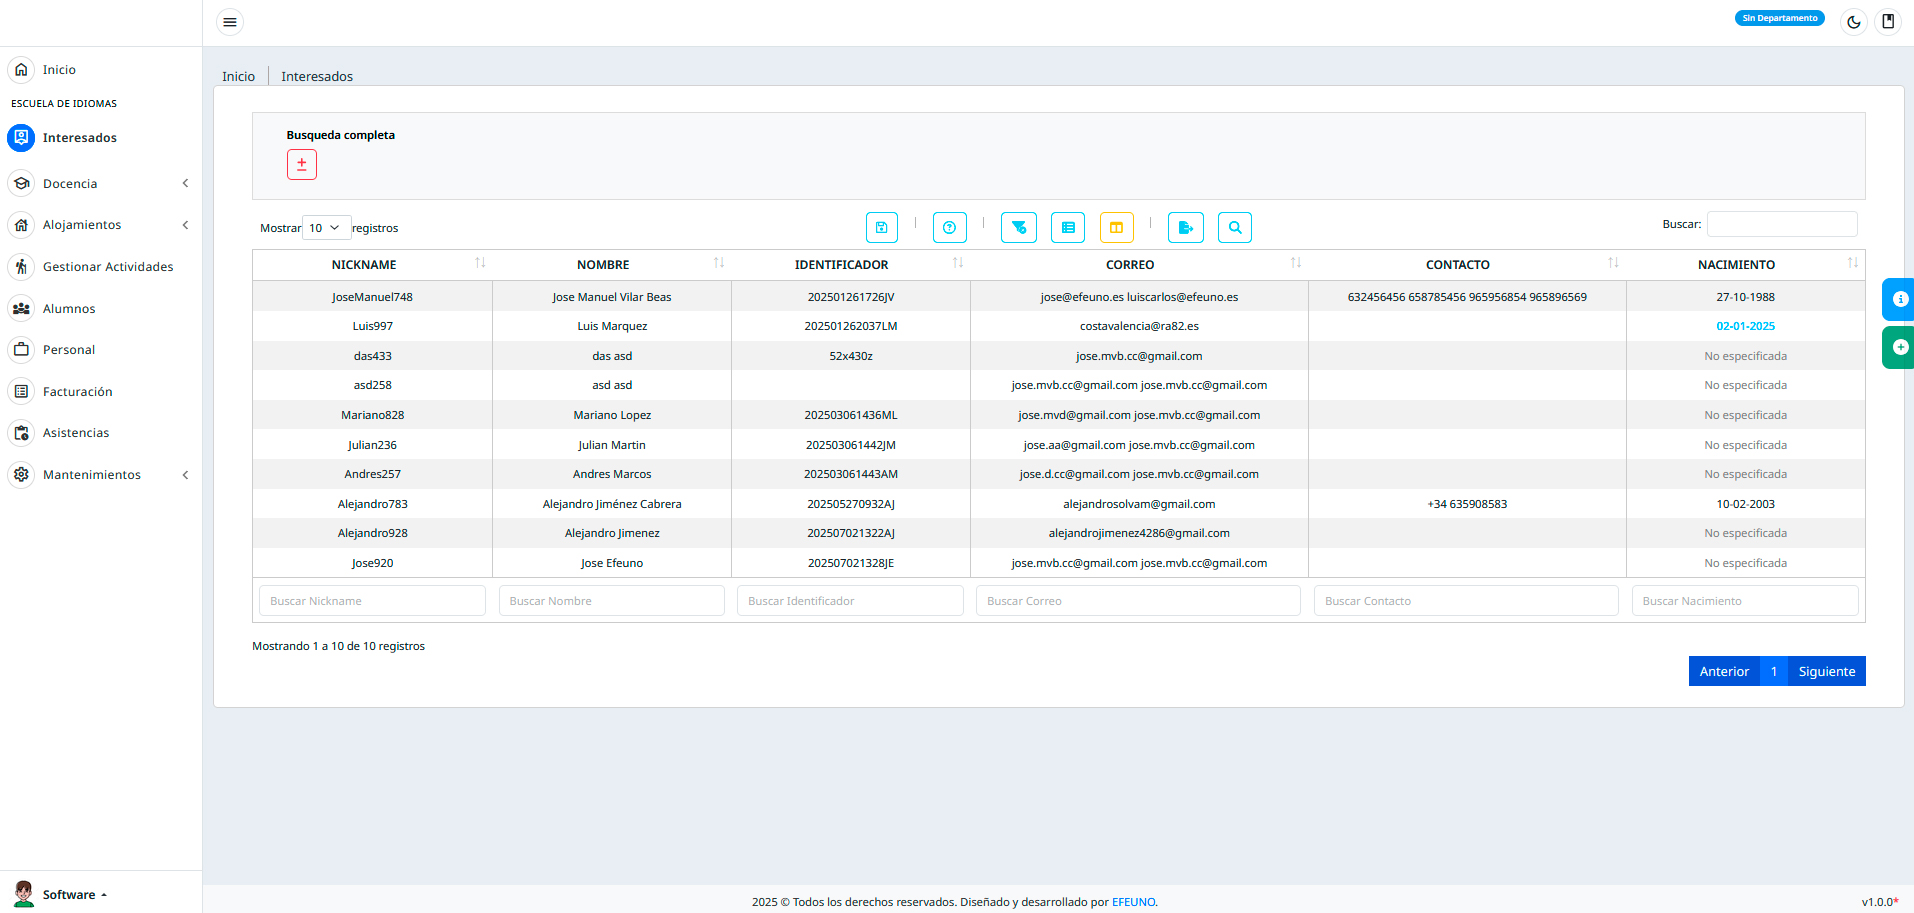 Sin Departamento
Inicio
ESCUELA DE IDIOMAS
Interesados
Docencia
Alojamientos
Gestionar Actividades
Alumnos
Personal
Facturación
Asistencias
Mantenimientos
Software
Inicio Interesados
Busqueda completa
Mostrar 10 registros
Buscar:
NICKNAME NOMBRE IDENTIFICADOR CORREO CONTACTO NACIMIENTO
JoseManuel748 Jose Manuel Vilar Beas 202501261726JV jose@efeuno.es luiscarlos@efeuno.es 632456456 658785456 965956854 965896569 27-10-1988
Luis997 Luis Marquez 202501262037LM costavalencia@ra82.es 02-01-2025
das433 das asd 52x430z jose.mvb.cc@gmail.com No especificada
asd258 asd asd jose.mvb.cc@gmail.com jose.mvb.cc@gmail.com No especificada
Mariano828 Mariano Lopez 202503061436ML jose.mvd@gmail.com jose.mvb.cc@gmail.com No especificada
Julian236 Julian Martin 202503061442JM jose.aa@gmail.com jose.mvb.cc@gmail.com No especificada
Andres257 Andres Marcos 202503061443AM jose.d.cc@gmail.com jose.mvb.cc@gmail.com No especificada
Alejandro783 Alejandro Jiménez Cabrera 202505270932AJ alejandrosolvam@gmail.com +34 635908583 10-02-2003
Alejandro928 Alejandro Jimenez 202507021322AJ alejandrojimenez4286@gmail.com No especificada
Jose920 Jose Efeuno 202507021328JE jose.mvb.cc@gmail.com jose.mvb.cc@gmail.com No especificada
Buscar Nickname Buscar Nombre Buscar Identificador Buscar Correo Buscar Contacto Buscar Nacimiento
Mostrando 1 a 10 de 10 registros
Anterior 1 Siguiente
2025 © Todos los derechos reservados. Diseñado y desarrollado por EFEUNO.
v1.0.0*